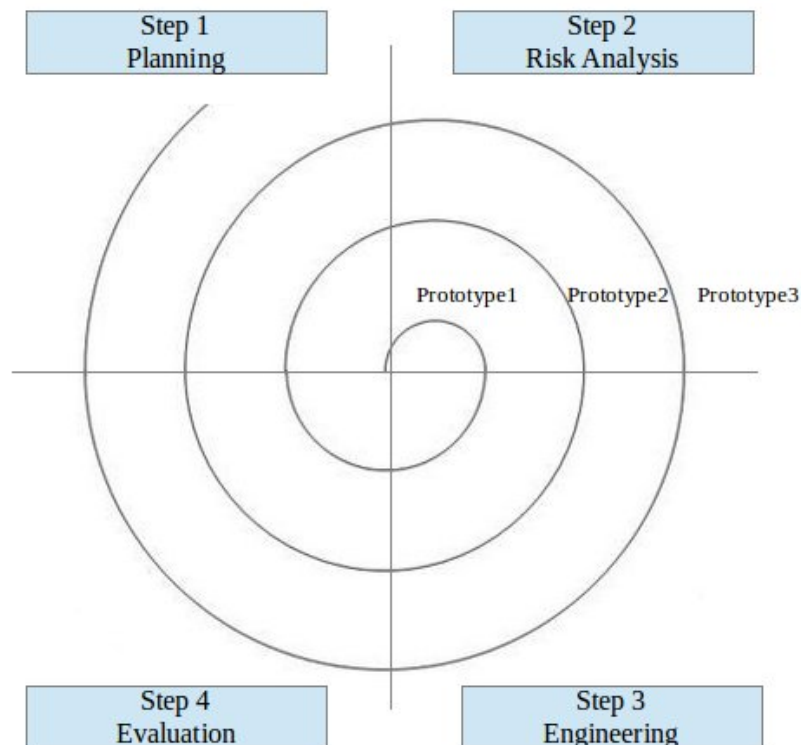 Step 1
Planning
Step 2
Risk Analysis
Prototype1
Prototype2
Prototype3
Step 4
Evaluation
Step 3
Engineering